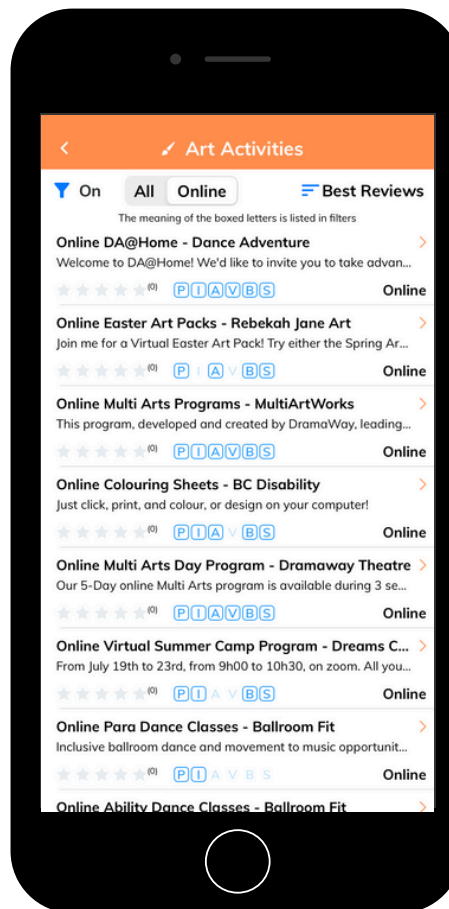 Art Activities
On All Online Best Reviews
The meaning of the boxed letters is listed in filters
Online DA@Home - Dance Adventure
Welcome to DA@Home! We'd like to invite you to take advan...
(0) P I A V B S Online
Online Easter Art Packs - Rebekah Jane Art
Join me for a Virtual Easter Art Pack! Try either the Spring Ar...
(0) P I A V B S Online
Online Multi Arts Programs - MultiArtWorks
This program, developed and created by DramaWay, leading...
(0) P I A V B S Online
Online Colouring Sheets - BC Disability
Just click, print, and colour, or design on your computer!
(0) P I A V B S Online
Online Multi Arts Day Program - Dramaway Theatre
Our 5-Day online Multi Arts program is available during 3 se...
(0) P I A V B S Online
Online Virtual Summer Camp Program - Dreams C...
From July 19th to 23rd, from 9h00 to 10h30, on zoom. All you...
(0) P I A V B S Online
Online Para Dance Classes - Ballroom Fit
Inclusive ballroom dance and movement to music opportunit...
(0) P I A V B S Online
Online Ability Dance Classes - Ballroom Fit